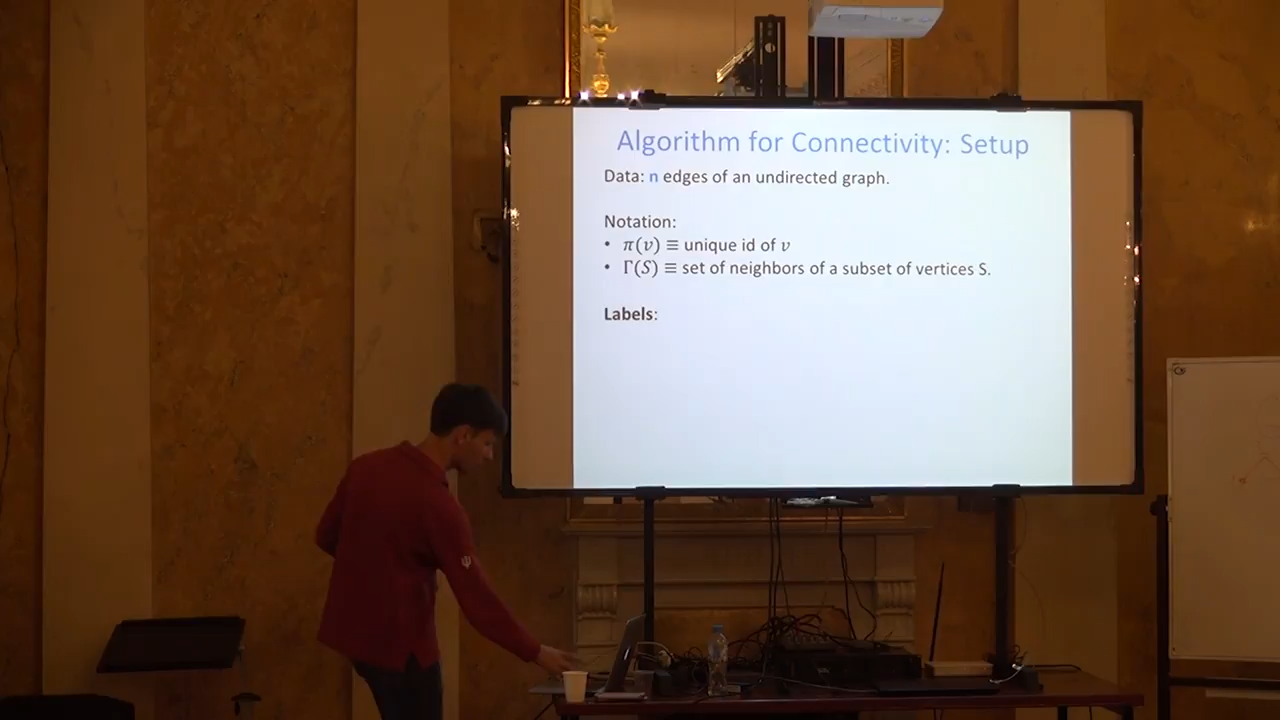 Algorithm for Connectivity: Setup
Data: n edges of an undirected graph.
Notation:
• π(v) ≡ unique id of v
• Γ(S) ≡ set of neighbors of a subset of vertices S.
Labels: